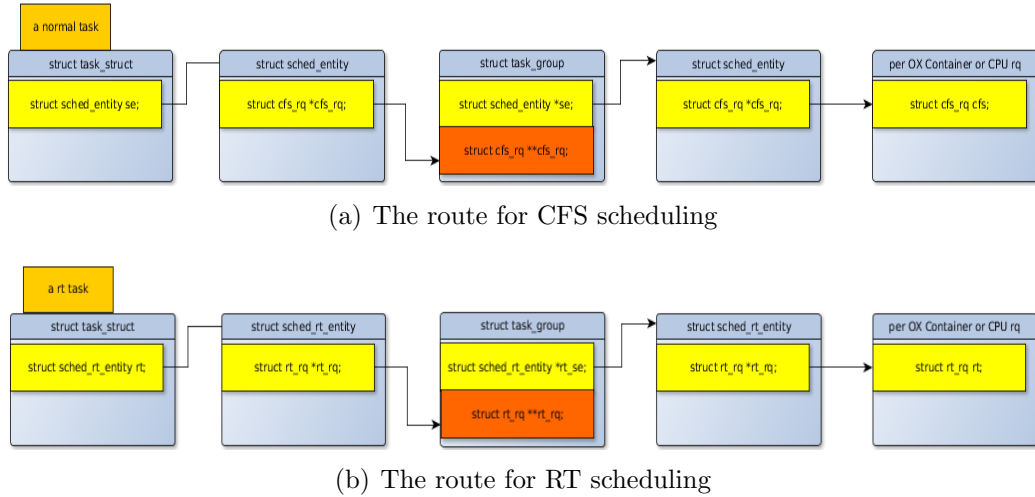 a normal task
struct task_struct
struct sched_entity
struct task_group
struct sched_entity
per OX Container or CPU rq
struct sched_entity se;
struct cfs_rq *cfs_rq;
struct sched_entity *se;
struct cfs_rq *cfs_rq;
struct cfs_rq cfs;
struct cfs_rq **cfs_rq;
(a) The route for CFS scheduling
a rt task
struct task_struct
struct sched_rt_entity
struct task_group
struct sched_rt_entity
per OX Container or CPU rq
struct sched_rt_entity rt;
struct rt_rq *rt_rq;
struct sched_rt_entity *rt_se;
struct rt_rq *rt_rq;
struct rt_rq rt;
struct rt_rq **rt_rq;
(b) The route for RT scheduling